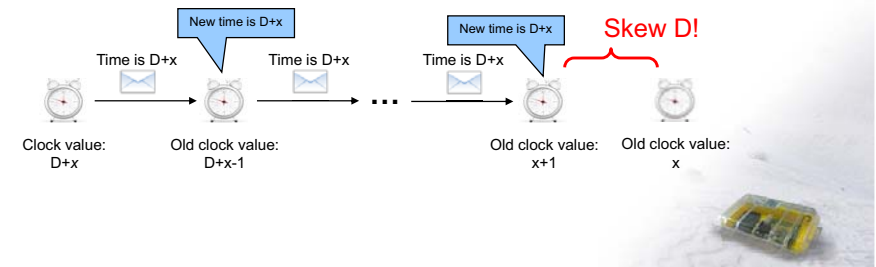 New time is D+x
New time is D+x
Skew D!
Time is D+x
Time is D+x
Time is D+x
...
Clock value:
D+x
Old clock value:
D+x-1
Old clock value:
x+1
Old clock value:
x